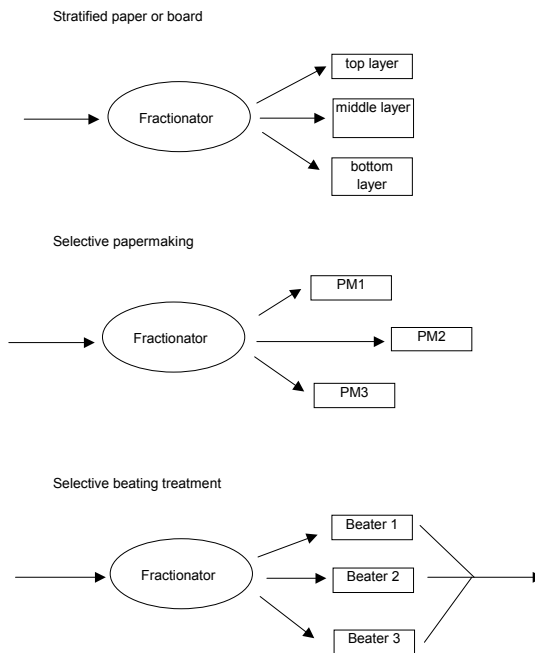 Stratified paper or board
top layer
Fractionator
middle layer
bottom
layer
Selective papermaking
PM1
Fractionator
PM2
PM3
Selective beating treatment
Beater 1
Fractionator
Beater 2
Beater 3